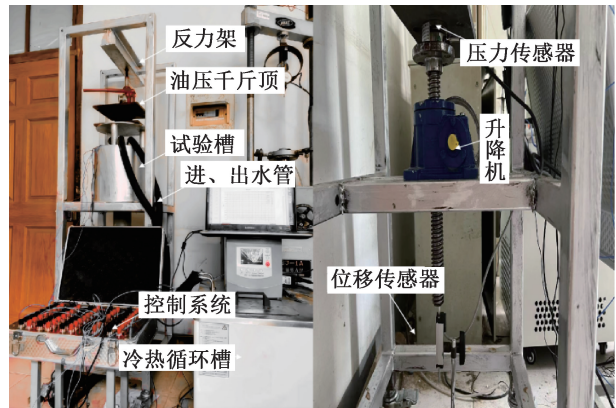 反力架
油压千斤顶
试验槽
进、出水管
控制系统
冷热循环槽
压力传感器
升降机
位移传感器